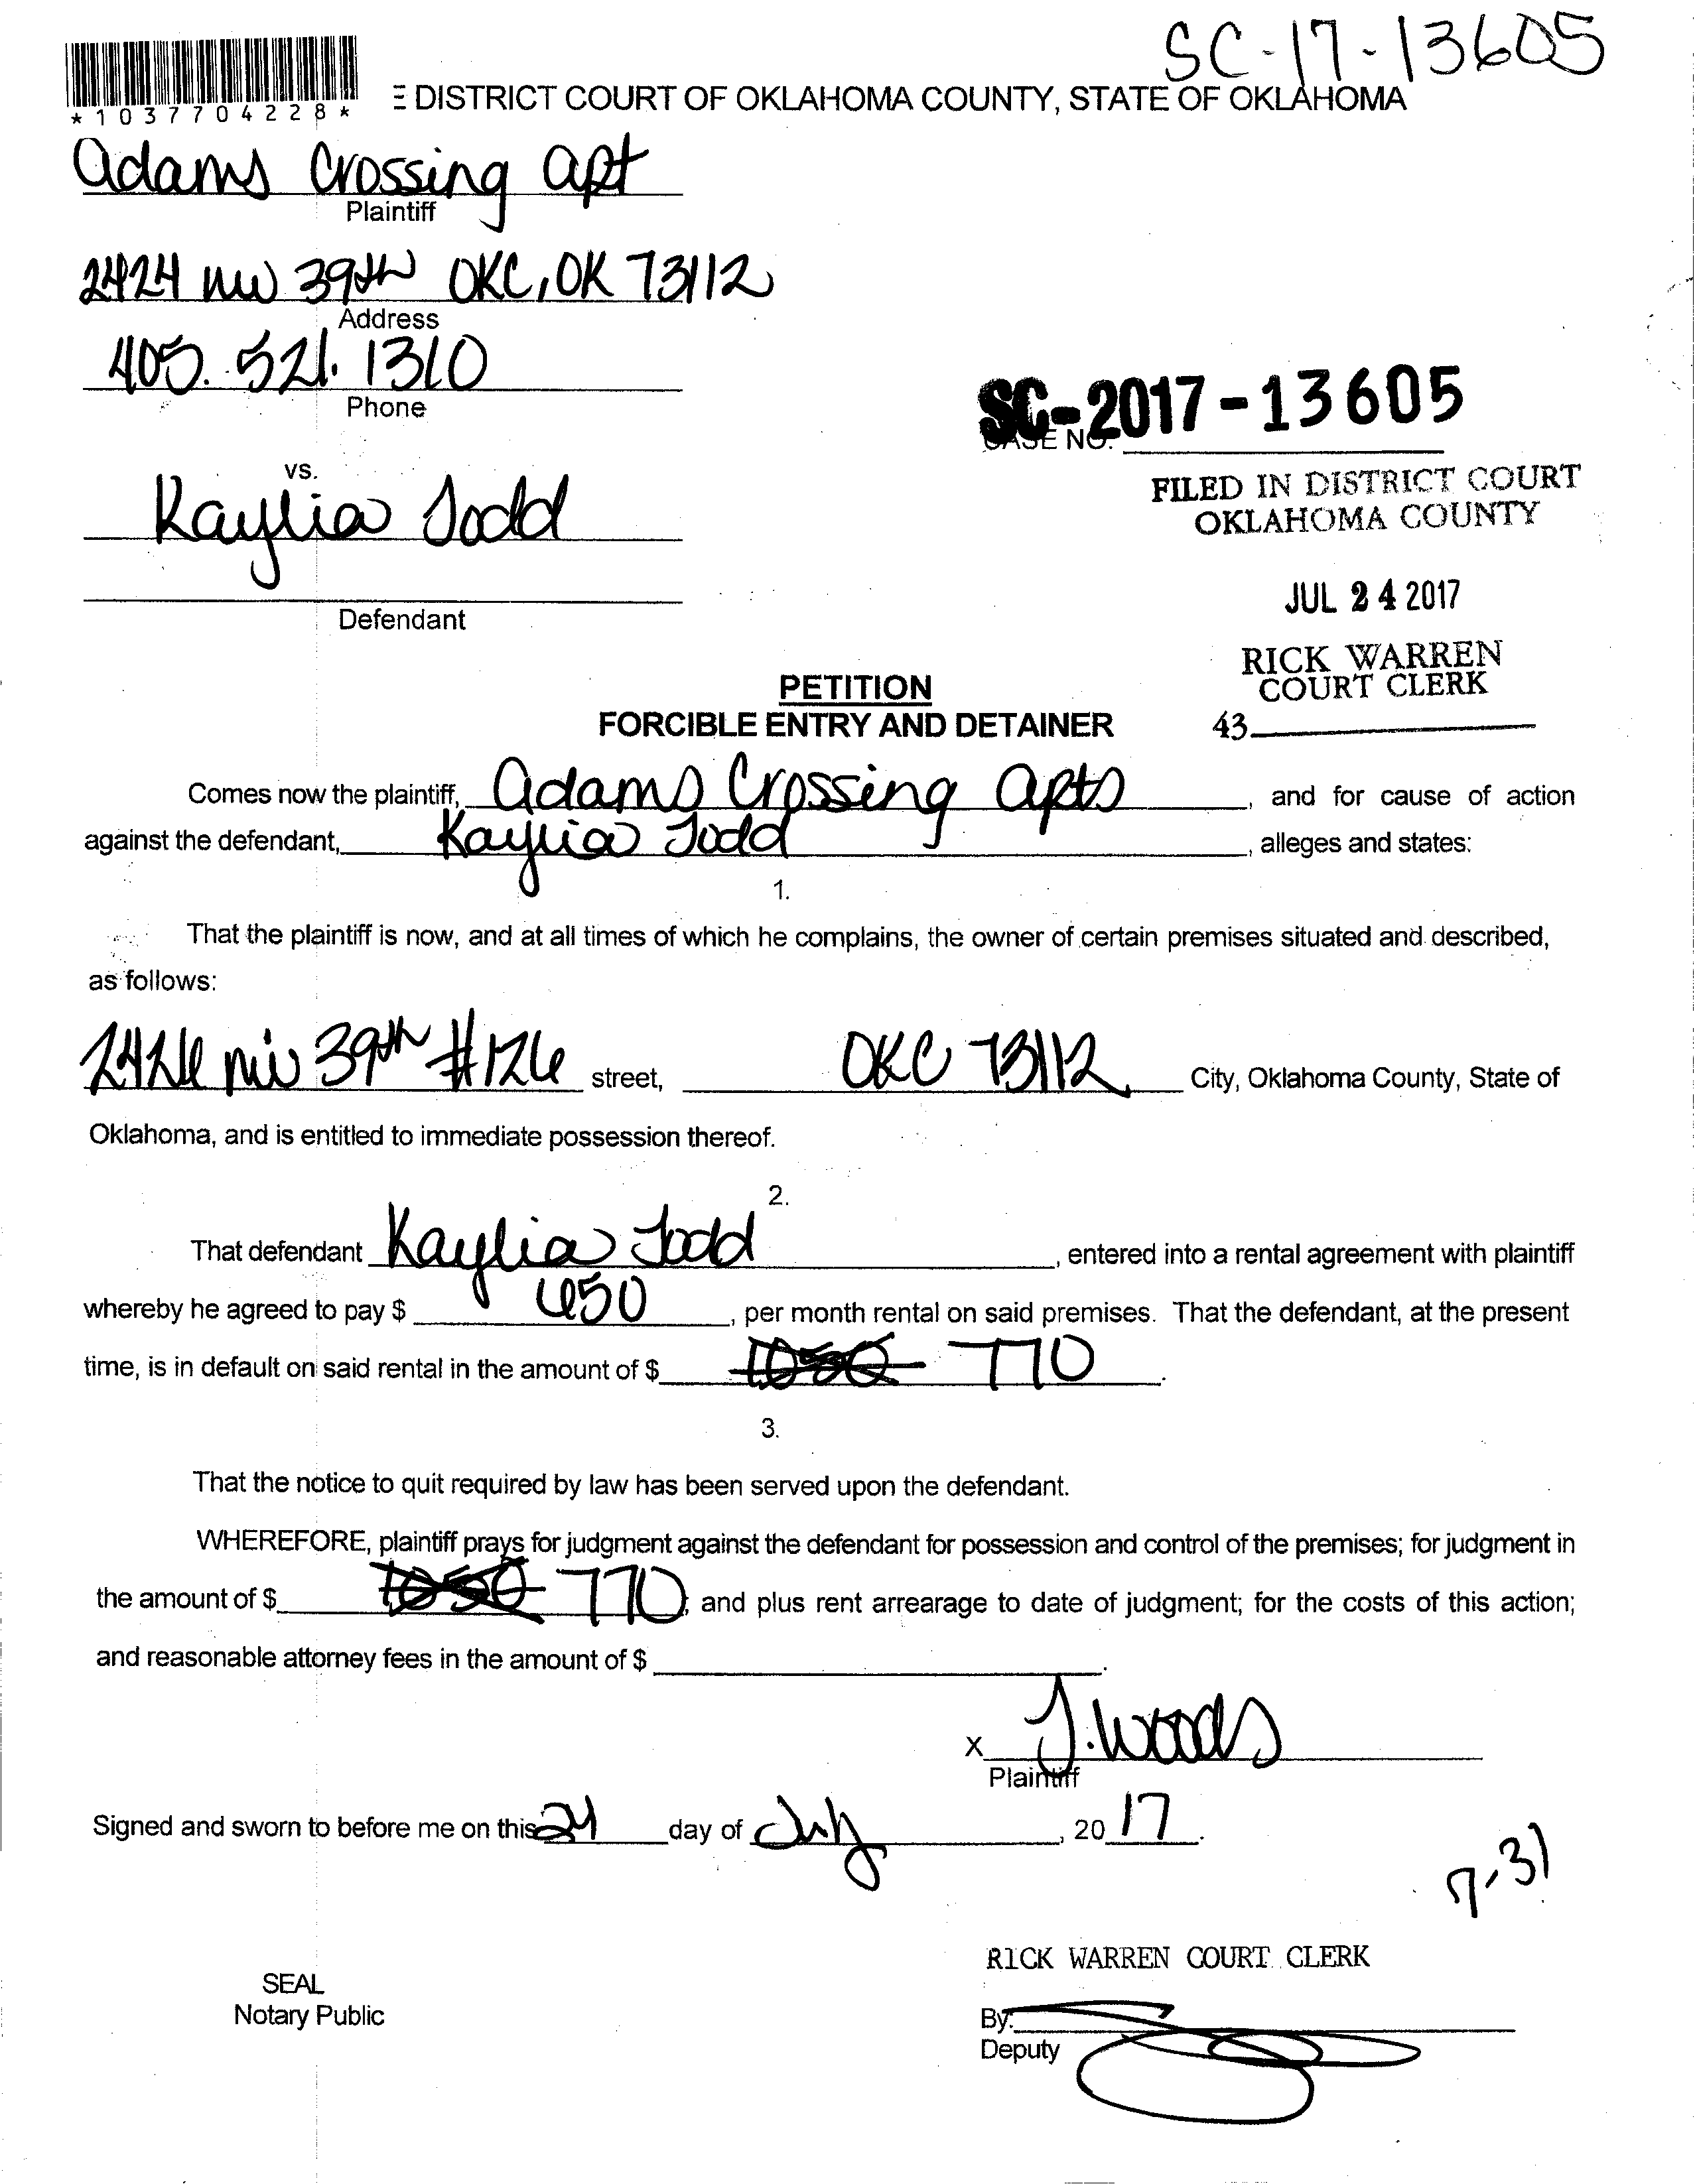 SC-17-13605
*1037704228*
E DISTRICT COURT OF OKLAHOMA COUNTY, STATE OF OKLAHOMA
Adams Crossing Apt
Plaintiff
2424 NW 39th OKC, OK 73112
Address
405.521.1310
Phone
SC-2017-13605
CASE NO.
vs.
FILED IN DISTRICT COURT
OKLAHOMA COUNTY
Kaylia Todd
JUL 24 2017
Defendant
RICK WARREN
COURT CLERK
43
PETITION
FORCIBLE ENTRY AND DETAINER
Comes now the plaintiff, Adams Crossing Apts, and for cause of action
against the defendant, Kaylia Todd, alleges and states:
1.
That the plaintiff is now, and at all times of which he complains, the owner of certain premises situated and described,
as follows:
2426 NW 39th #126 street, OKC 73112 City, Oklahoma County, State of
Oklahoma, and is entitled to immediate possession thereof.
2.
That defendant Kaylia Todd, entered into a rental agreement with plaintiff
whereby he agreed to pay $ 650, per month rental on said premises. That the defendant, at the present
time, is in default on said rental in the amount of $ 1050 770.
3.
That the notice to quit required by law has been served upon the defendant.
WHEREFORE, plaintiff prays for judgment against the defendant for possession and control of the premises; for judgment in
the amount of $ 1050 770; and plus rent arrearage to date of judgment; for the costs of this action;
and reasonable attorney fees in the amount of $ .
X J. Woods
Plaintiff
Signed and sworn to before me on this 24 day of July, 20 17.
7-31
RICK WARREN COURT CLERK
SEAL
Notary Public
By:
Deputy